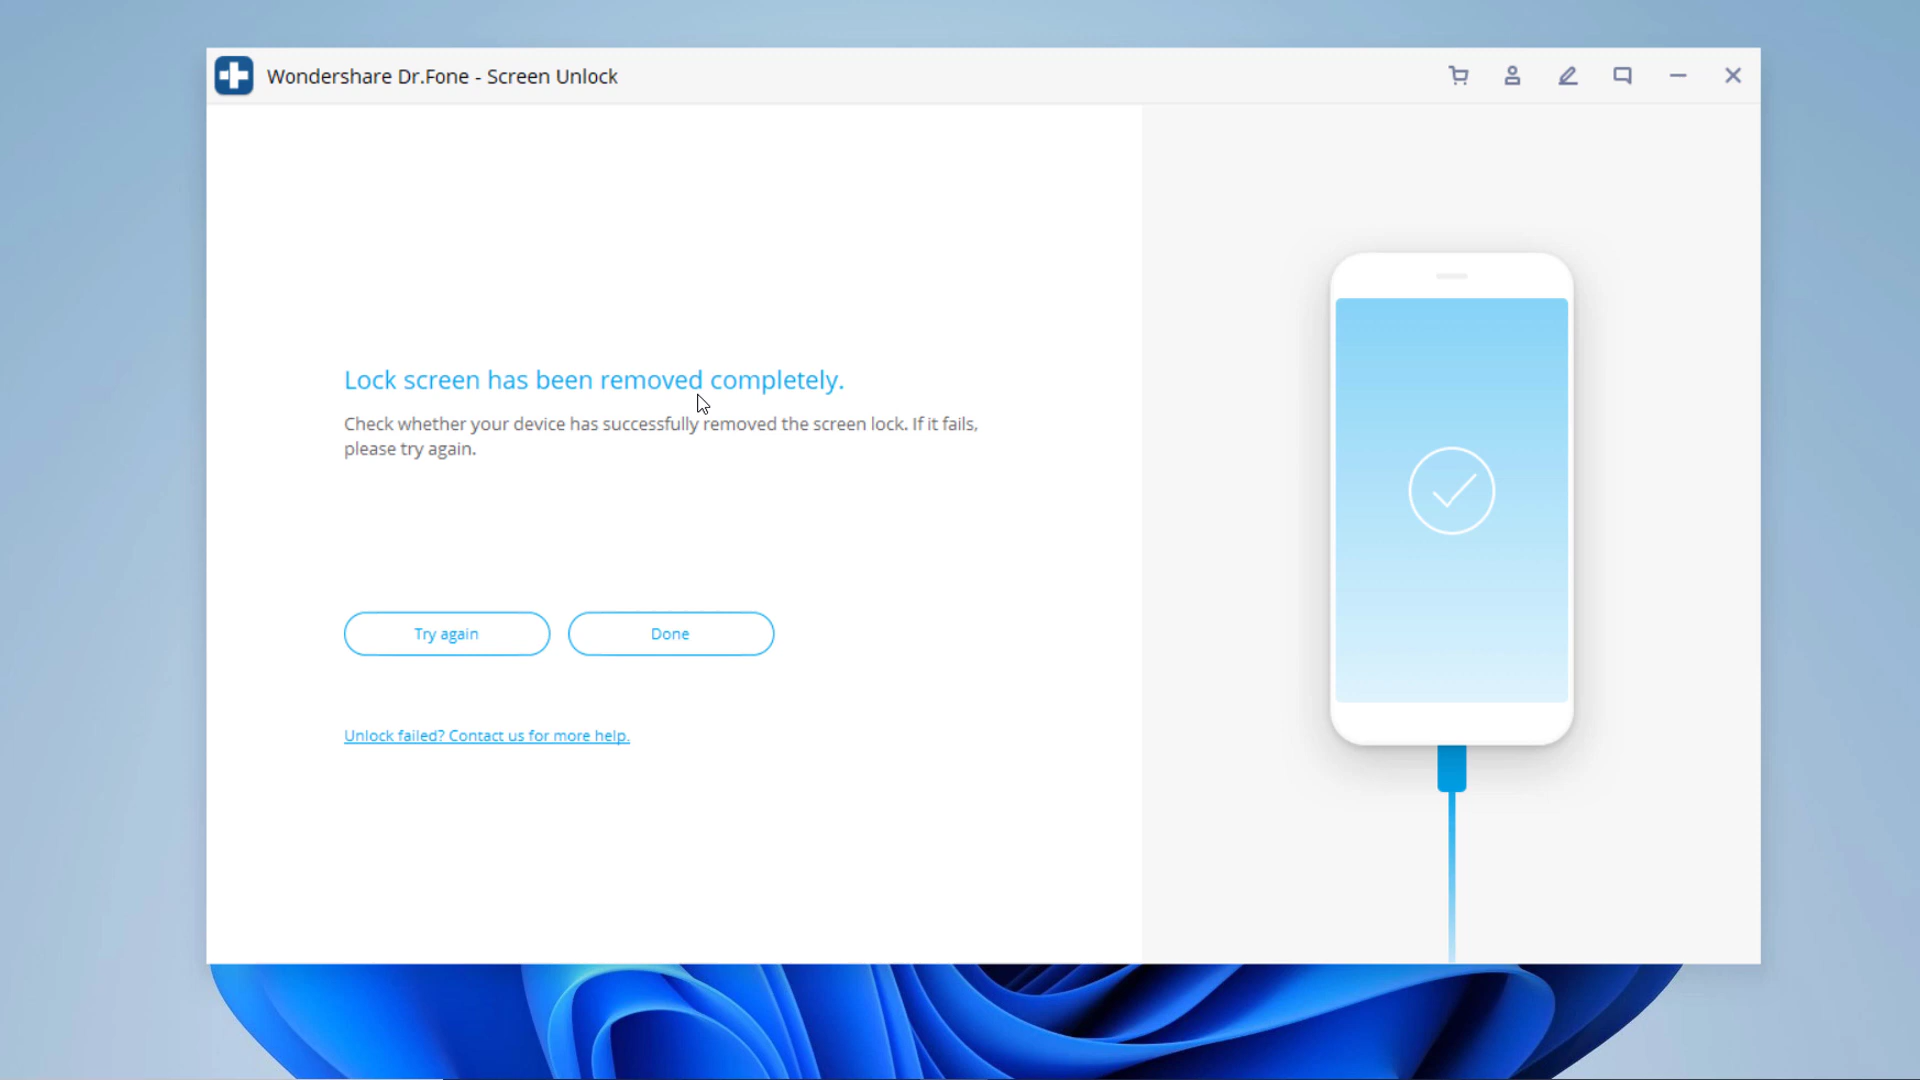 Wondershare Dr.Fone - Screen Unlock
Lock screen has been removed completely.
Check whether your device has successfully removed the screen lock. If it fails,
please try again.
Try again
Done
Unlock failed? Contact us for more help.